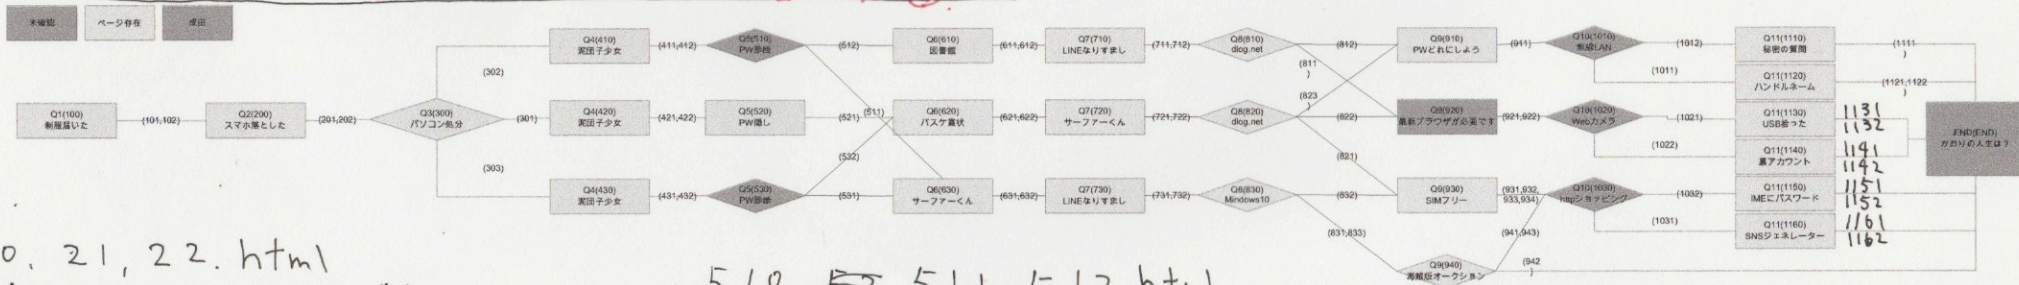 未確認
ページ存在
成田
Q1(100)
制服届いた
(101,102)
Q2(200)
スマホ落とした
(201,202)
Q3(300)
パソコン処分
(302)
(301)
(303)
Q4(410)
泥団子少女
(411,412)
Q4(420)
泥団子少女
(421,422)
Q4(430)
泥団子少女
(431,432)
Q5(510)
PW診断
(512)
(511)
Q5(520)
PW隠し
(521)
(532)
Q5(530)
PW診断
(531)
Q6(610)
図書館
(611,612)
Q6(620)
バスケ賞状
(621,622)
Q6(630)
サーファーくん
(631,632)
Q7(710)
LINEなりすまし
(711,712)
Q7(720)
サーファーくん
(721,722)
Q7(730)
LINEなりすまし
(731,732)
Q8(810)
dlog.net
(812)
(811
)
(823
)
Q8(820)
dlog.net
(822)
(821)
Q8(830)
Mindows10
(832)
(831,833)
Q9(910)
PWどれにしよう
(911)
Q9(920)
最新ブラウザが必要です
(921,922)
Q9(930)
SIMフリー
(931,932,
933,934)
(941,943)
Q9(940)
海賊版オークション
(942
)
Q10(1010)
無線LAN
(1012)
(1011)
Q10(1020)
Webカメラ
(1021)
(1022)
Q10(1030)
httpショッピング
(1032)
(1031)
Q11(1110)
秘密の質問
(1111
)
Q11(1120)
ハンドルネーム
(1121,1122
)
Q11(1130)
USB拾った
1131
1132
Q11(1140)
裏アカウント
1141
1142
Q11(1150)
IMEにパスワード
1151
1152
Q11(1160)
SNSジェネレーター
1161
1162
END(END)
かおりの人生は？
0. 21, 22. html